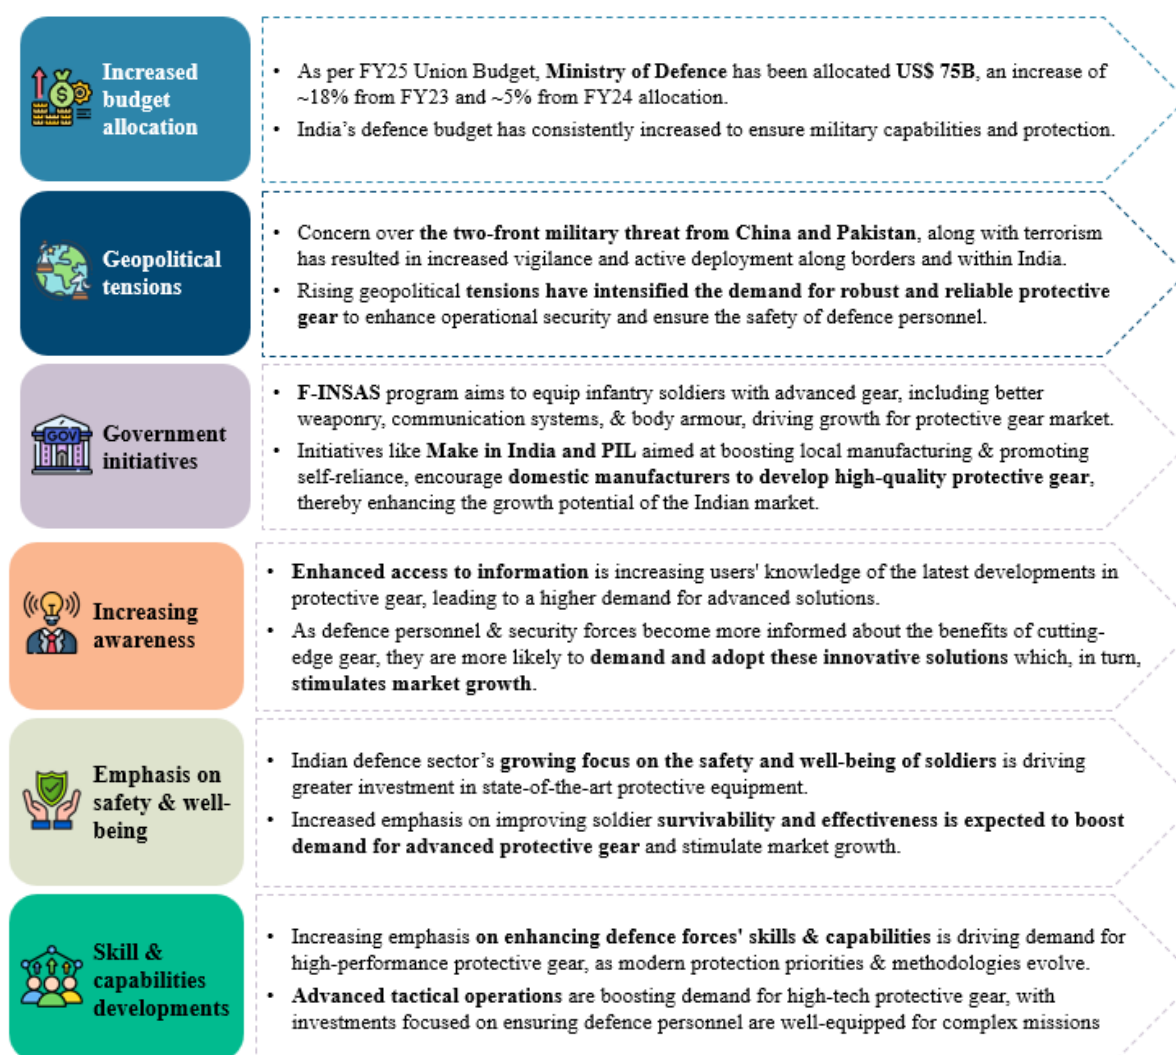 Increased
budget
allocation
• As per FY25 Union Budget, Ministry of Defence has been allocated US$ 75B, an increase of
~18% from FY23 and ~5% from FY24 allocation.
• India’s defence budget has consistently increased to ensure military capabilities and protection.
Geopolitical
tensions
• Concern over the two-front military threat from China and Pakistan, along with terrorism
has resulted in increased vigilance and active deployment along borders and within India.
• Rising geopolitical tensions have intensified the demand for robust and reliable protective
gear to enhance operational security and ensure the safety of defence personnel.
GOV
Government
initiatives
• F-INSAS program aims to equip infantry soldiers with advanced gear, including better
weaponry, communication systems, & body armour, driving growth for protective gear market.
• Initiatives like Make in India and PIL aimed at boosting local manufacturing & promoting
self-reliance, encourage domestic manufacturers to develop high-quality protective gear,
thereby enhancing the growth potential of the Indian market.
Increasing
awareness
• Enhanced access to information is increasing users' knowledge of the latest developments in
protective gear, leading to a higher demand for advanced solutions.
• As defence personnel & security forces become more informed about the benefits of cutting-
edge gear, they are more likely to demand and adopt these innovative solutions which, in turn,
stimulates market growth.
Emphasis on
safety & well-
being
• Indian defence sector’s growing focus on the safety and well-being of soldiers is driving
greater investment in state-of-the-art protective equipment.
• Increased emphasis on improving soldier survivability and effectiveness is expected to boost
demand for advanced protective gear and stimulate market growth.
Skill &
capabilities
developments
• Increasing emphasis on enhancing defence forces' skills & capabilities is driving demand for
high-performance protective gear, as modern protection priorities & methodologies evolve.
• Advanced tactical operations are boosting demand for high-tech protective gear, with
investments focused on ensuring defence personnel are well-equipped for complex missions